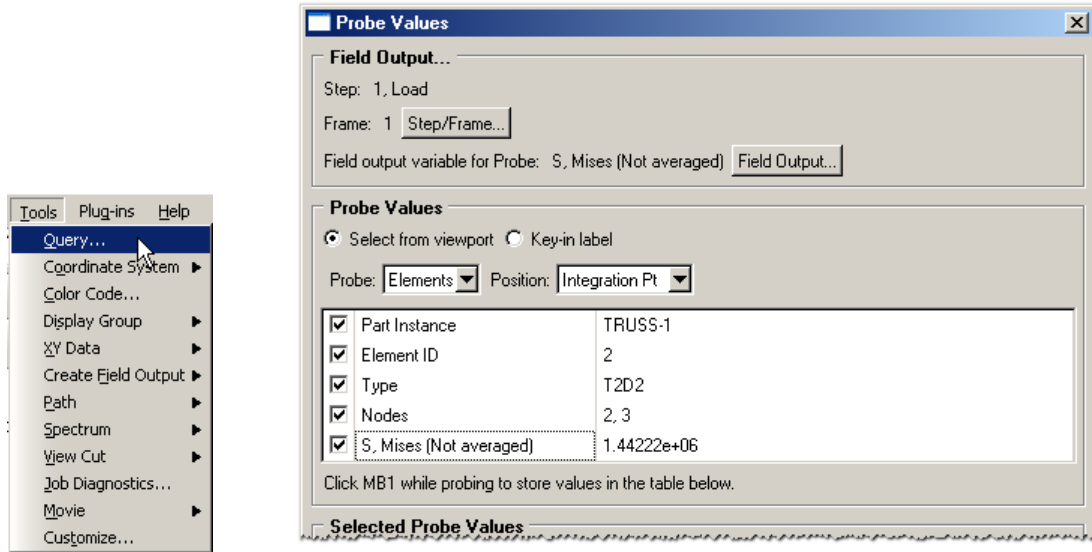 Tools Plug-ins Help
Query...
Coordinate System
Color Code...
Display Group
XY Data
Create Field Output
Path
Spectrum
View Cut
Job Diagnostics...
Movie
Customize...
Probe Values
Field Output...
Step: 1, Load
Frame: 1 Step/Frame...
Field output variable for Probe: S, Mises (Not averaged) Field Output...
Probe Values
Select from viewport Key-in label
Probe: Elements Position: Integration Pt
Part Instance TRUSS-1
Element ID 2
Type T2D2
Nodes 2, 3
S, Mises (Not averaged) 1.44222e+06
Click MB1 while probing to store values in the table below.
Selected Probe Values